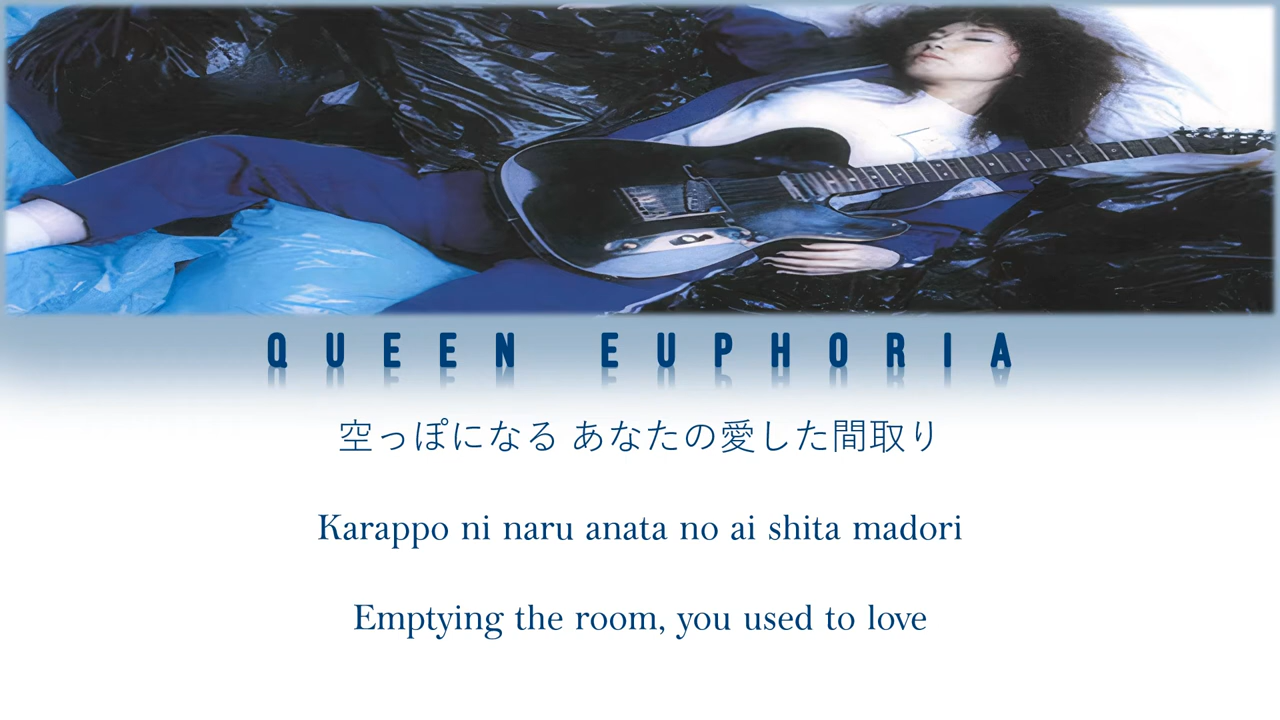 QUEEN EUPHORIA
空っぽになる あなたの愛した間取り
Karappo ni naru anata no ai shita madori
Emptying the room, you used to love